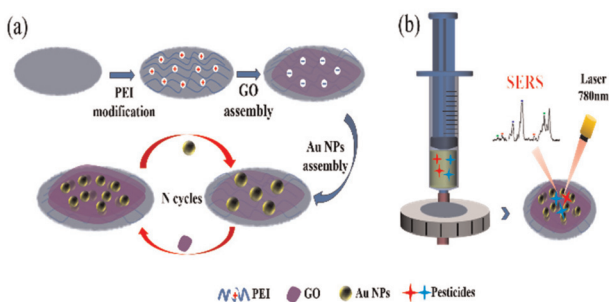 (a)
PEI
modification
GO
assembly
Au NPs
assembly
N cycles
(b)
SERS
Laser
780nm
PEI
GO
Au NPs
Pesticides